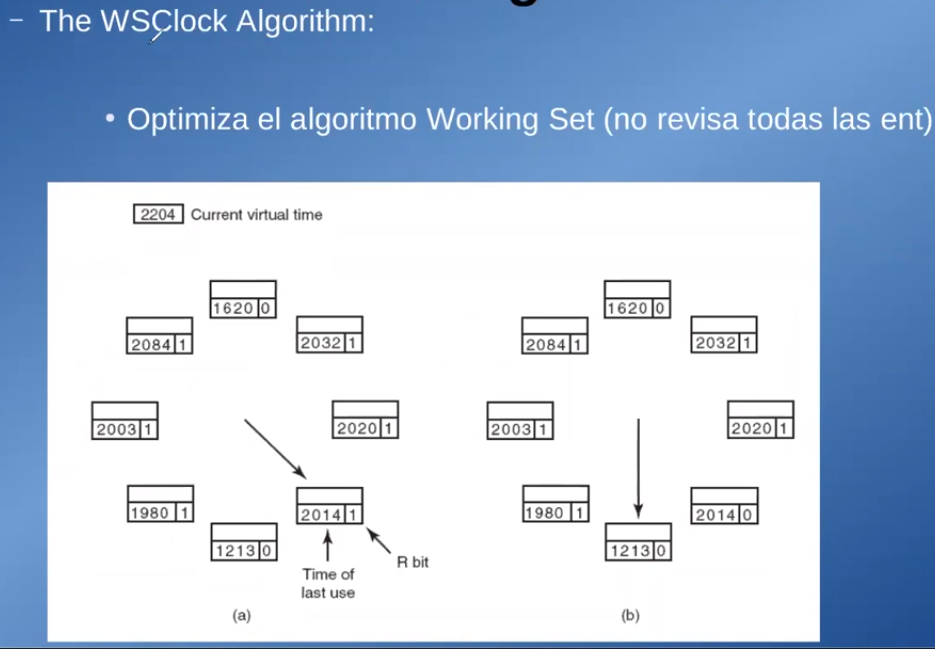 – The WSClock Algorithm:
• Optimiza el algoritmo Working Set (no revisa todas las ent)
2204 Current virtual time
1620 0
2084 1
2032 1
2003 1
2020 1
1980 1
2014 1
1213 0
R bit
Time of
last use
(a)
1620 0
2084 1
2032 1
2003 1
2020 1
1980 1
2014 0
1213 0
(b)